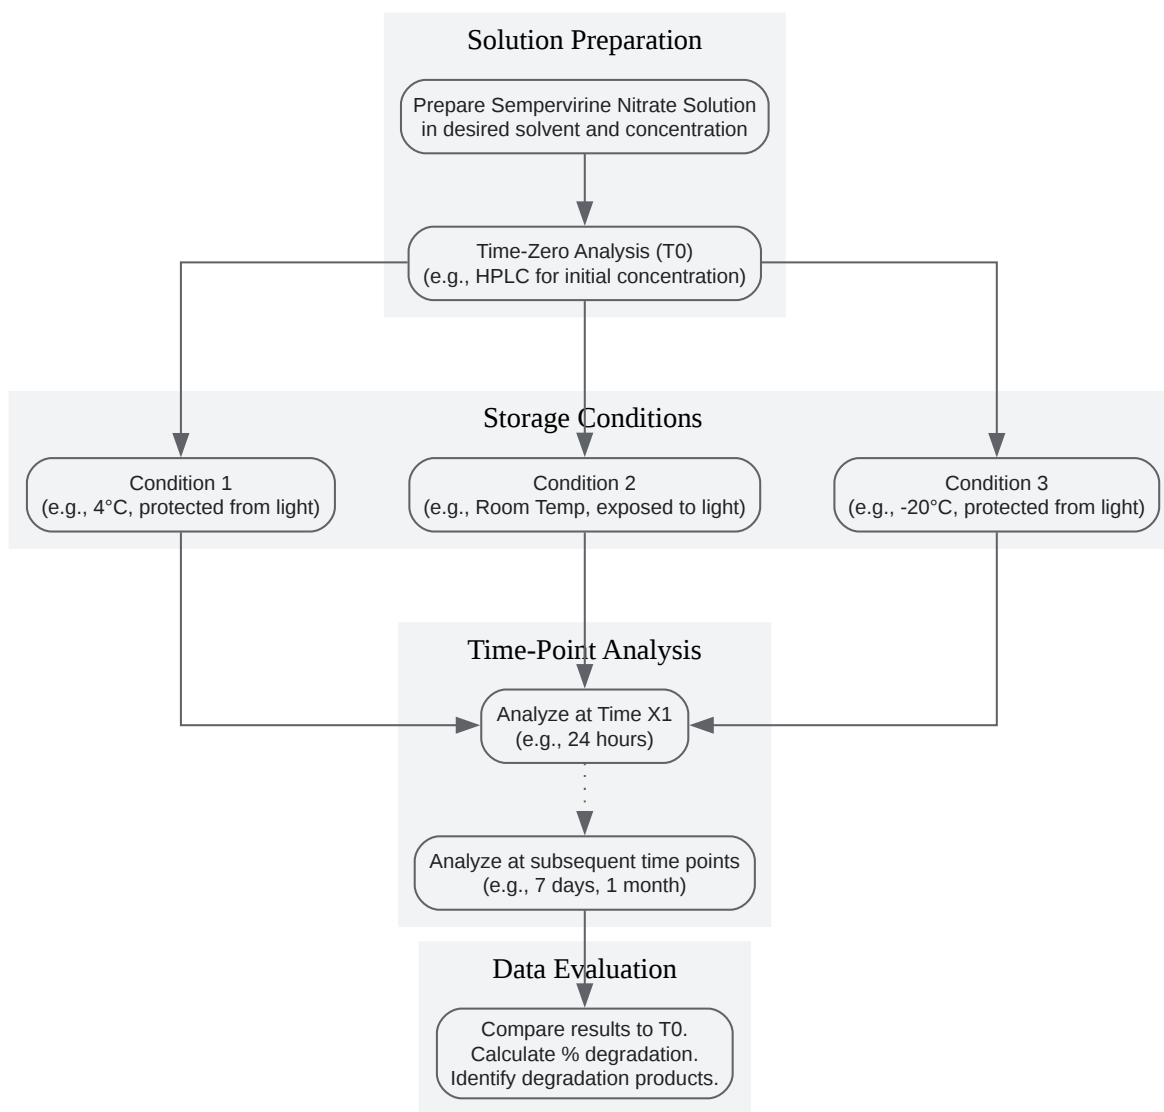 Solution Preparation
Prepare Sempervirine Nitrate Solution
in desired solvent and concentration
Time-Zero Analysis (T0)
(e.g., HPLC for initial concentration)
Storage Conditions
Condition 1
(e.g., 4°C, protected from light)
Condition 2
(e.g., Room Temp, exposed to light)
Condition 3
(e.g., -20°C, protected from light)
Time-Point Analysis
Analyze at Time X1
(e.g., 24 hours)
Analyze at subsequent time points
(e.g., 7 days, 1 month)
Data Evaluation
Compare results to T0.
Calculate % degradation.
Identify degradation products.